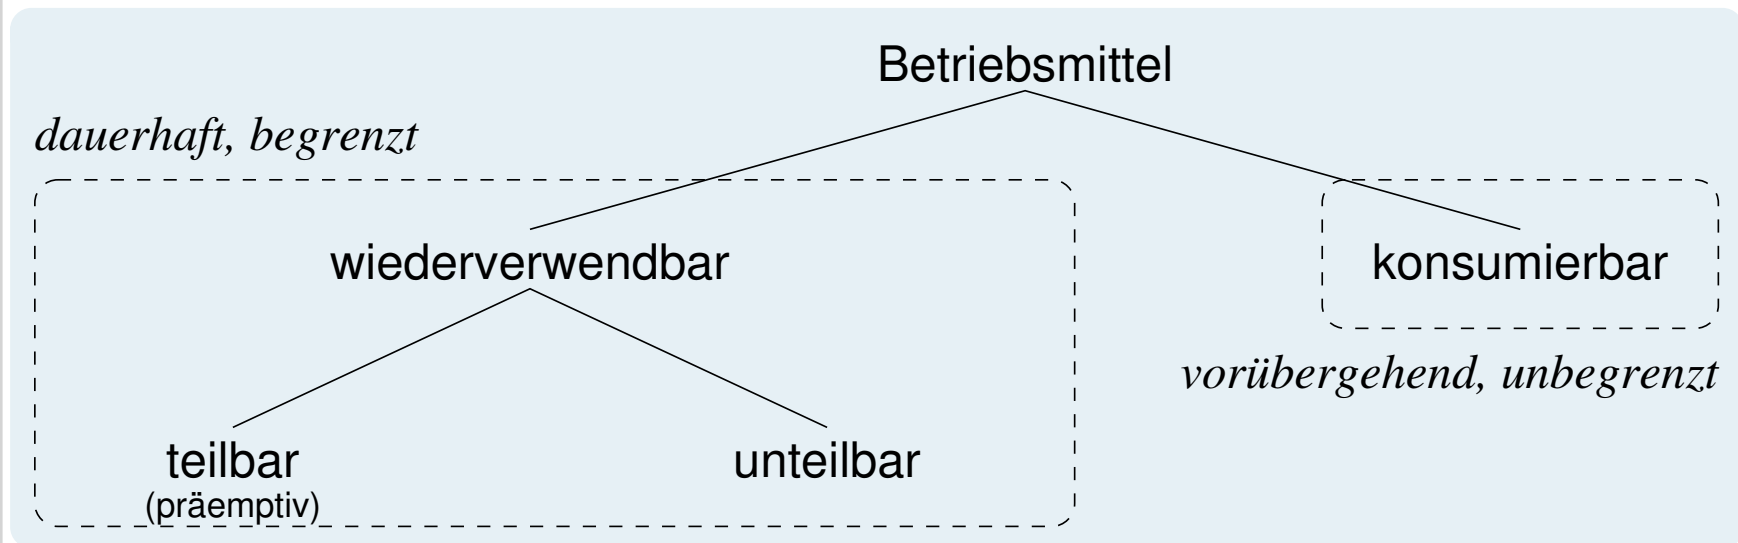 Betriebsmittel
dauerhaft, begrenzt
wiederverwendbar
konsumierbar
vorübergehend, unbegrenzt
teilbar
(präemptiv)
unteilbar